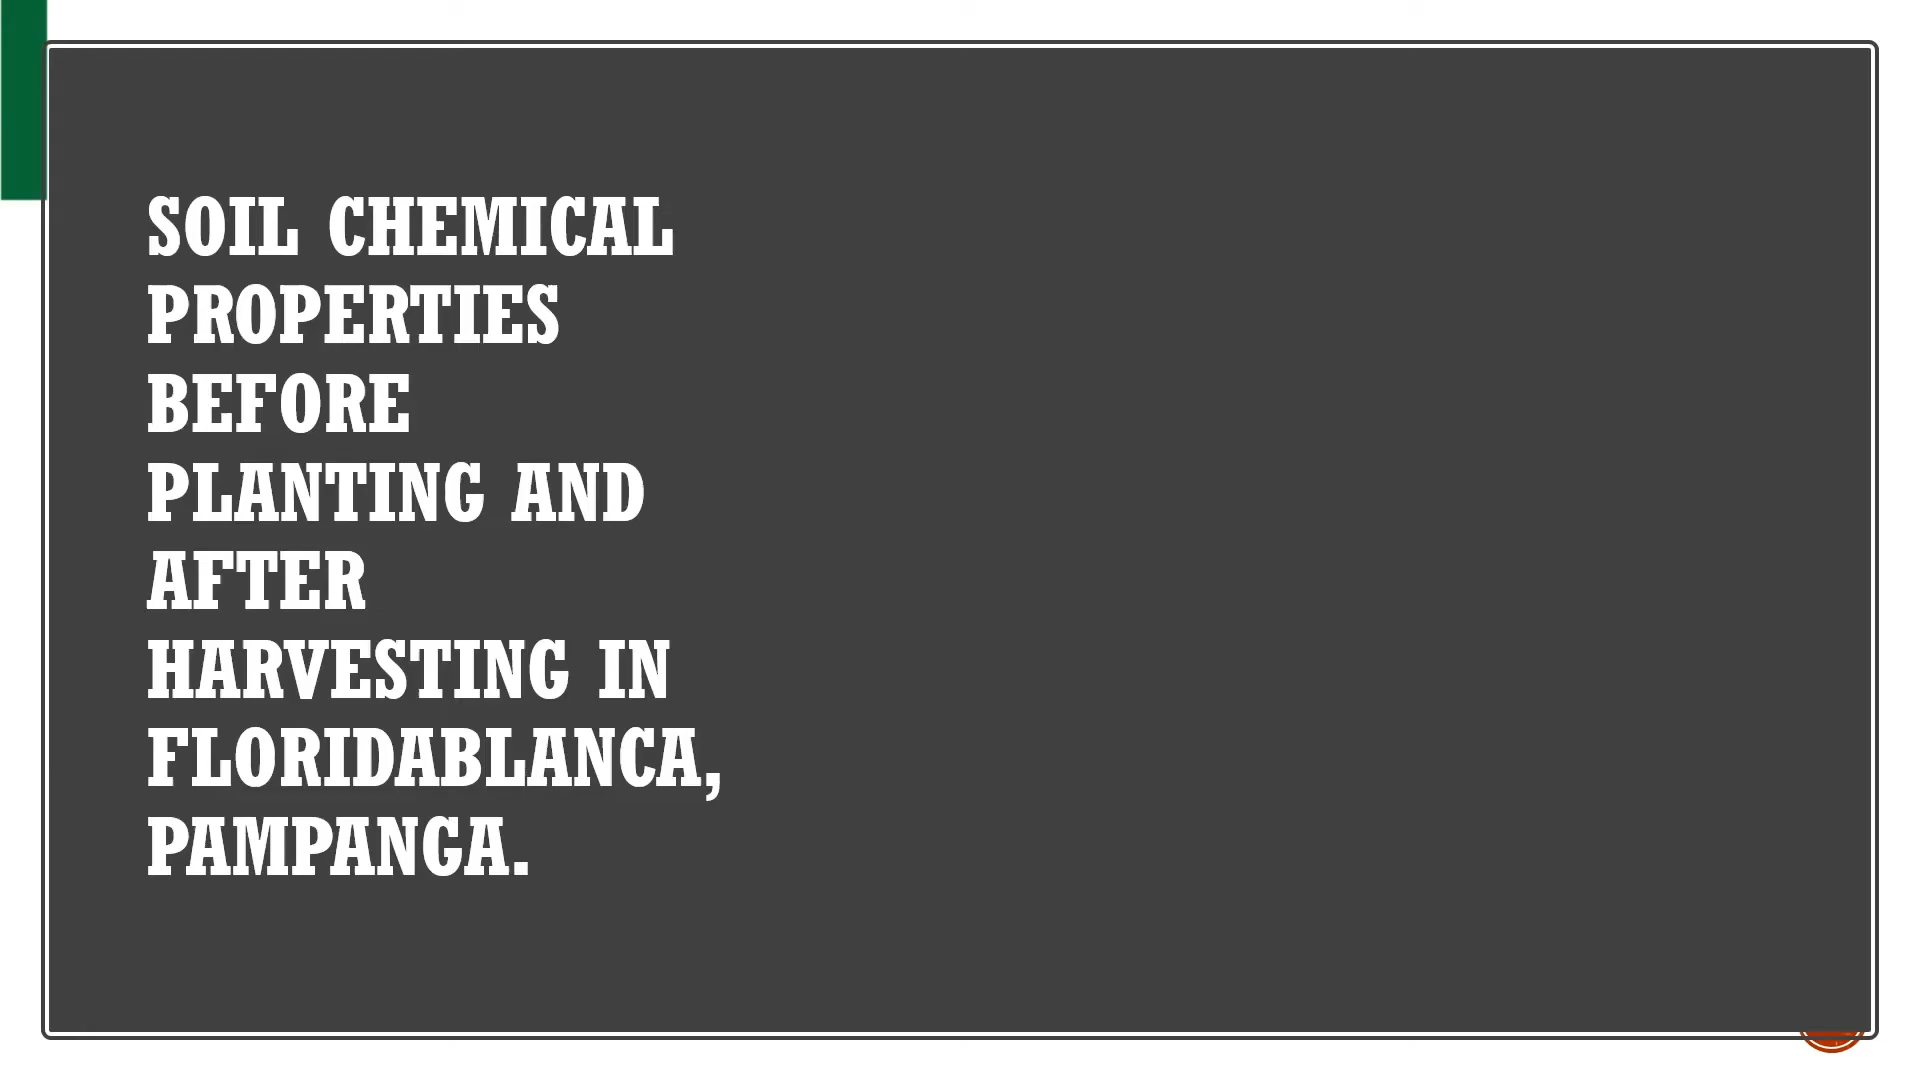 SOIL CHEMICAL
PROPERTIES
BEFORE
PLANTING AND
AFTER
HARVESTING IN
FLORIDABLANCA,
PAMPANGA.